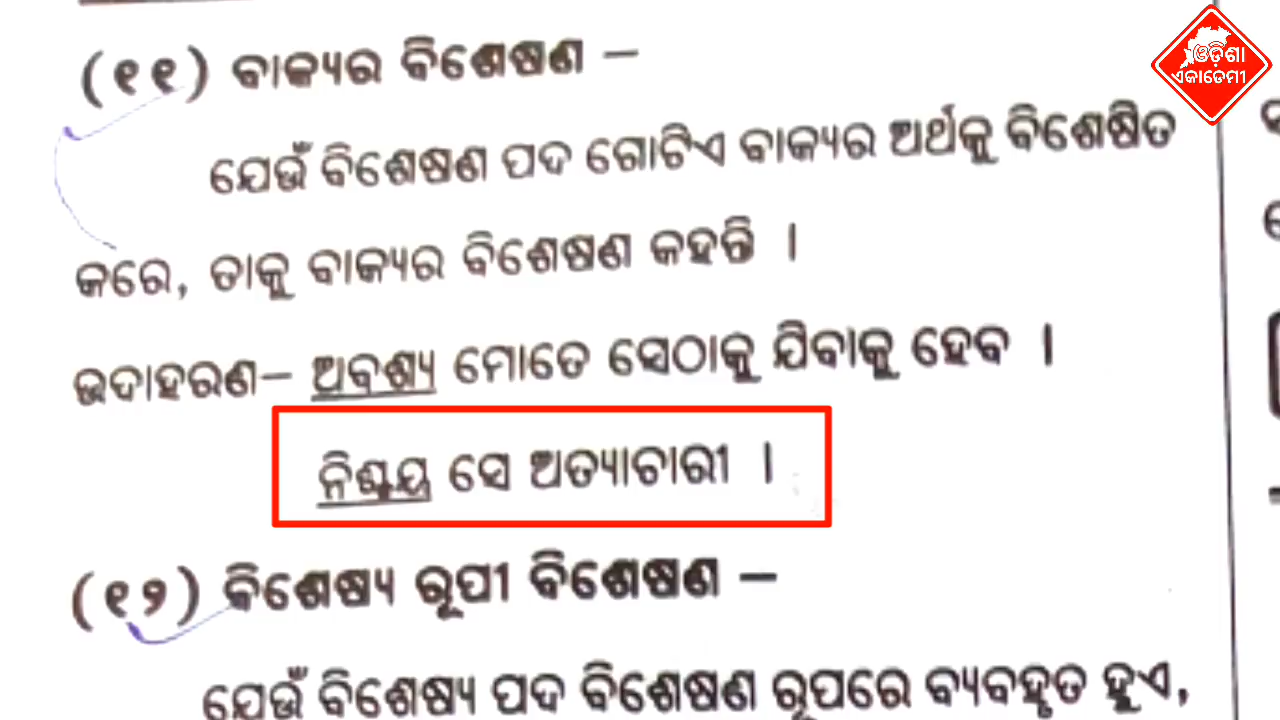 ଓଡ଼ିଶା
ଏକାଡେମୀ
(୧୧) ବାକ୍ୟର ବିଶେଷଣ –
ଯେଉଁ ବିଶେଷଣ ପଦ ଗୋଟିଏ ବାକ୍ୟର ଅର୍ଥକୁ ବିଶେଷିତ
କରେ, ତାକୁ ବାକ୍ୟର ବିଶେଷଣ କହନ୍ତି ।
ଉଦାହରଣ– ଅବଶ୍ୟ ମୋତେ ସେଠାକୁ ଯିବାକୁ ହେବ ।
ନିଶ୍ଚୟ ସେ ଅତ୍ୟାଚାରୀ ।
(୧୨) ବିଶେଷ୍ୟ ରୂପୀ ବିଶେଷଣ –
ଯେଉଁ ବିଶେଷ୍ୟ ପଦ ବିଶେଷଣ ରୂପରେ ବ୍ୟବହୃତ ହୁଏ,